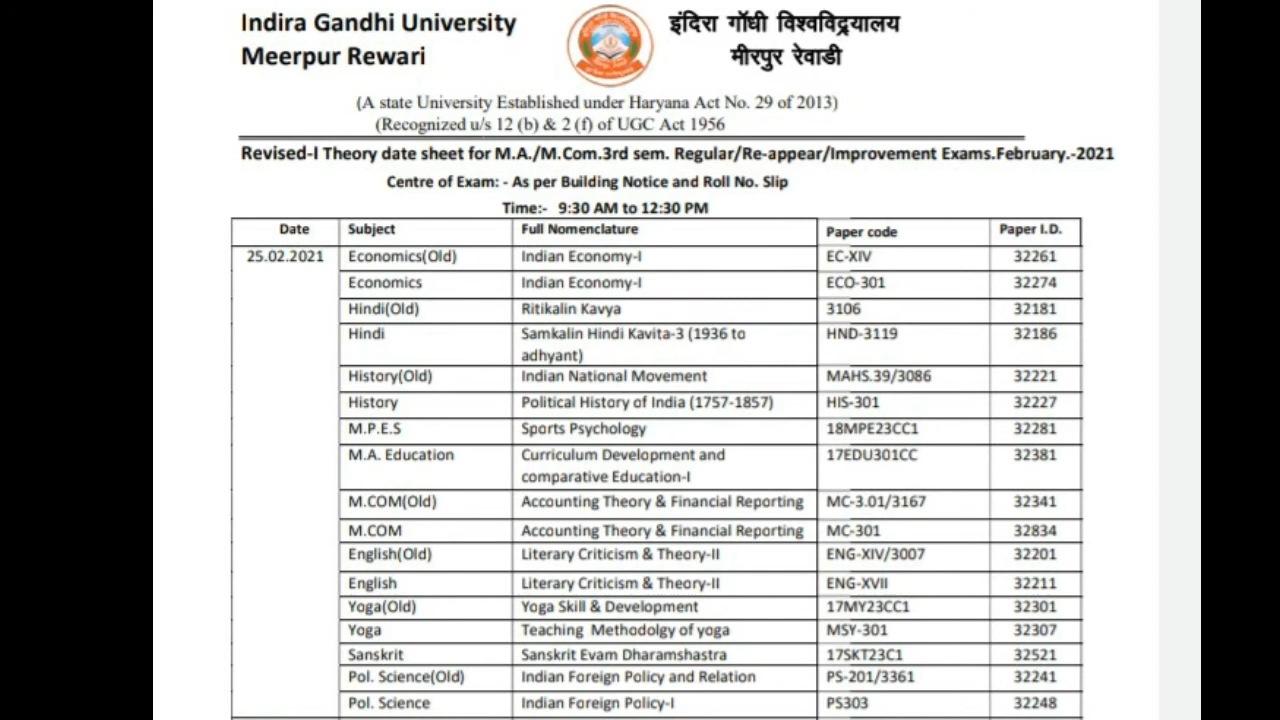 Indira Gandhi University
Meerpur Rewari
इंदिरा गाँधी विश्वविद्रयालय
मीरपुर रेवाडी
(A state University Established under Haryana Act No. 29 of 2013)
(Recognized u/s 12 (b) & 2 (f) of UGC Act 1956
Revised-I Theory date sheet for M.A./M.Com.3rd sem. Regular/Re-appear/Improvement Exams.February.-2021
Centre of Exam: - As per Building Notice and Roll No. Slip
Time:- 9:30 AM to 12:30 PM
Date Subject Full Nomenclature Paper code Paper I.D.
25.02.2021 Economics(Old) Indian Economy-I EC-XIV 32261
Economics Indian Economy-I ECO-301 32274
Hindi(Old) Ritikalin Kavya 3106 32181
Hindi Samkalin Hindi Kavita-3 (1936 to HND-3119 32186
adhyant)
History(Old) Indian National Movement MAHS.39/3086 32221
History Political History of India (1757-1857) HIS-301 32227
M.P.E.S Sports Psychology 18MPE23CC1 32281
M.A. Education Curriculum Development and 17EDU301CC 32381
comparative Education-I
M.COM(Old) Accounting Theory & Financial Reporting MC-3.01/3167 32341
M.COM Accounting Theory & Financial Reporting MC-301 32834
English(Old) Literary Criticism & Theory-II ENG-XIV/3007 32201
English Literary Criticism & Theory-II ENG-XVII 32211
Yoga(Old) Yoga Skill & Development 17MY23CC1 32301
Yoga Teaching Methodolgy of yoga MSY-301 32307
Sanskrit Sanskrit Evam Dharamshastra 17SKT23C1 32521
Pol. Science(Old) Indian Foreign Policy and Relation PS-201/3361 32241
Pol. Science Indian Foreign Policy-I PS303 32248